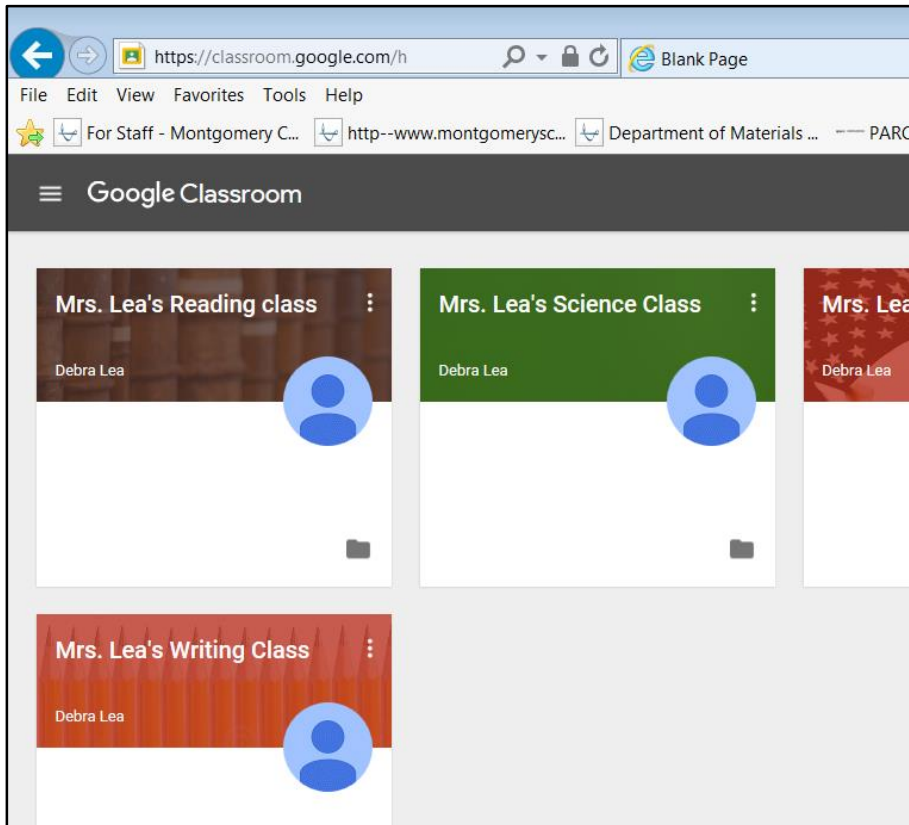 https://classroom.google.com/h
Blank Page
File Edit View Favorites Tools Help
For Staff - Montgomery C... http--www.montgomerysc... Department of Materials ... PARC
Google Classroom
Mrs. Lea's Reading class
Debra Lea
Mrs. Lea's Science Class
Debra Lea
Mrs. Lea
Debra Lea
Mrs. Lea's Writing Class
Debra Lea